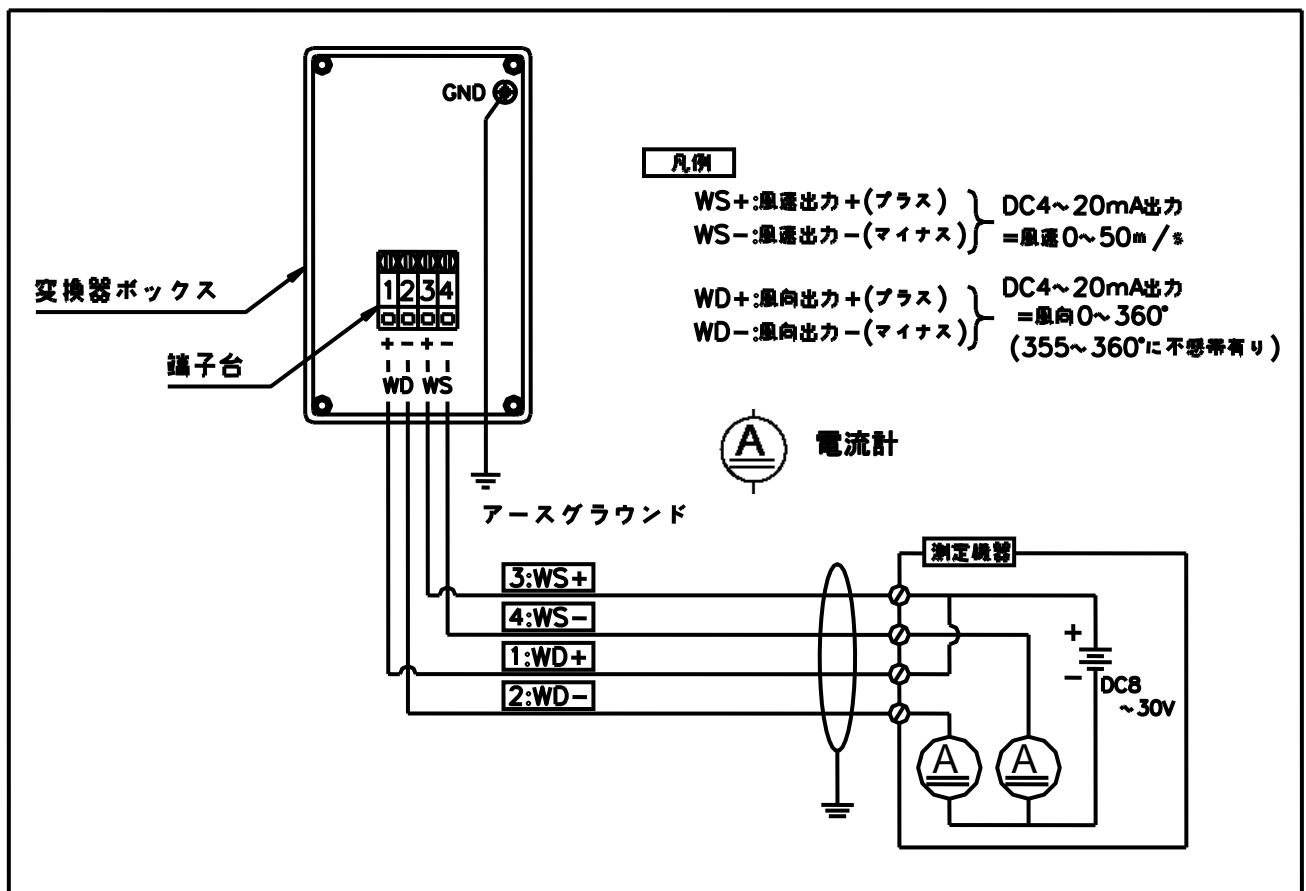 GND
凡例
WS+:風速出力+(プラス)
WS−:風速出力−(マイナス)
DC4〜20mA出力
=風速0〜50m/s
WD+:風向出力+(プラス)
WD−:風向出力−(マイナス)
DC4〜20mA出力
=風向0〜360°
(355〜360°に不感帯有り)
変換器ボックス
1 2 3 4
端子台
+ − + −
WD WS
A
電流計
アースグラウンド
測定機器
3:WS+
4:WS−
1:WD+
2:WD−
+
−
DC8
〜30V
A A